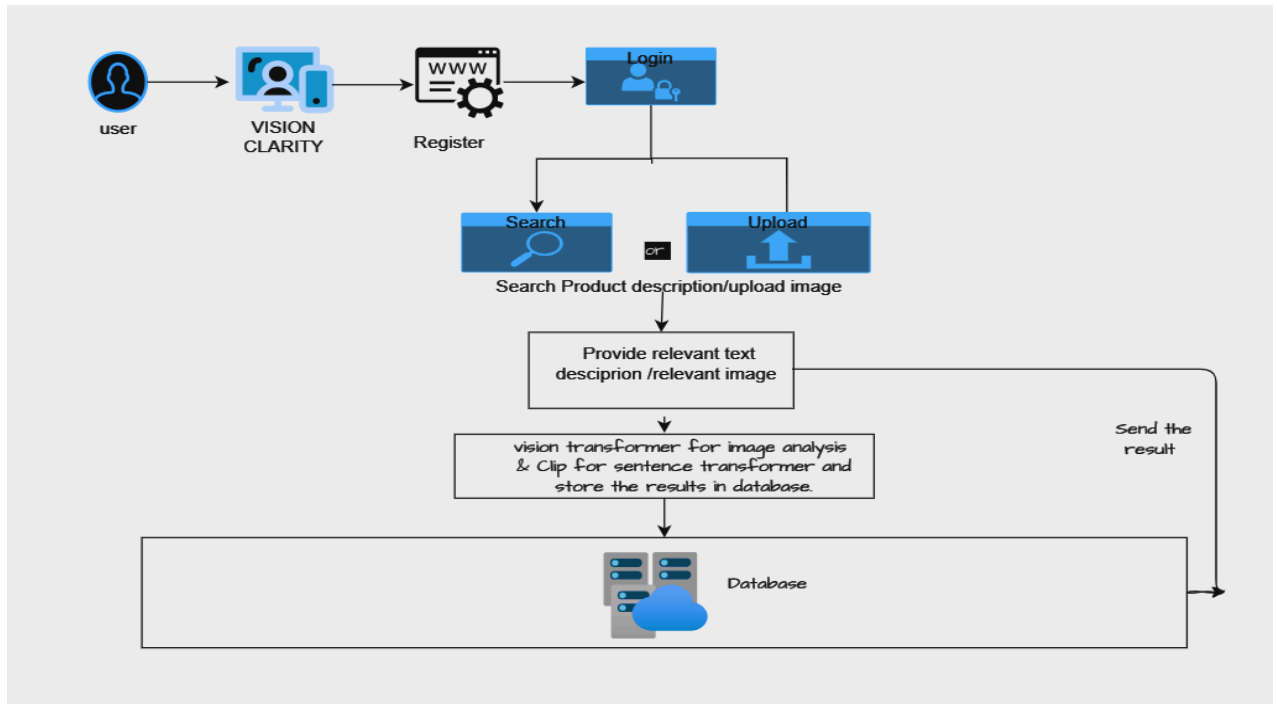 WWW
Login
user
VISION
CLARITY
Register
Search
Upload
or
Search Product description/upload image
Provide relevant text
desciprion /relevant image
Send the
result
vision transformer for image analysis
& Clip for sentence transformer and
store the results in database.
Database